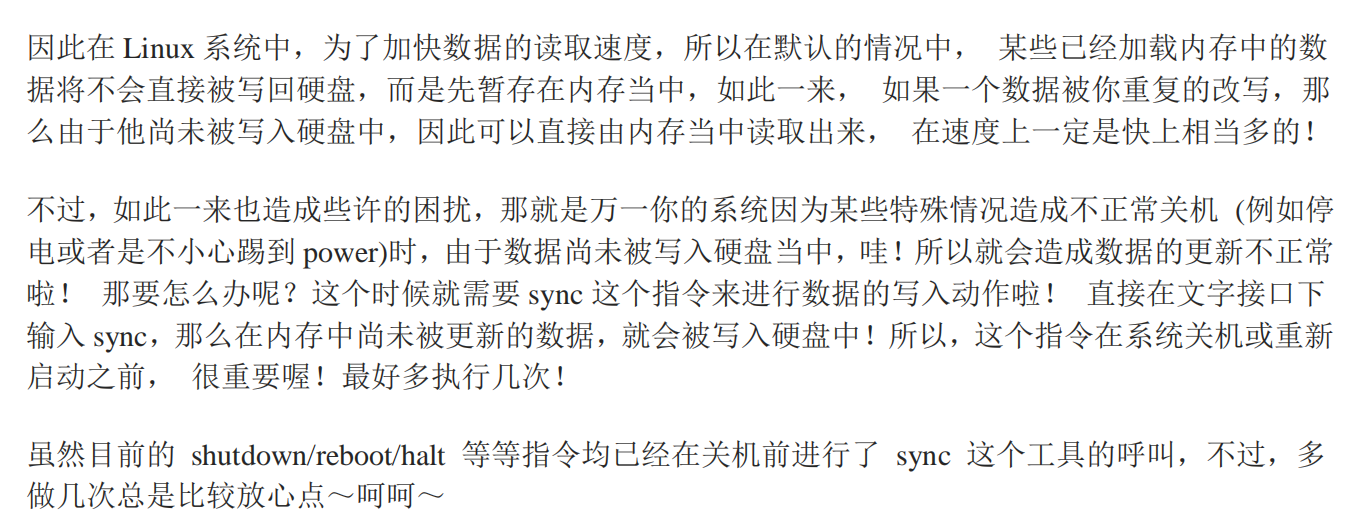 因此在 Linux 系统中，为了加快数据的读取速度，所以在默认的情况中， 某些已经加载内存中的数
据将不会直接被写回硬盘，而是先暂存在内存当中，如此一来， 如果一个数据被你重复的改写，那
么由于他尚未被写入硬盘中，因此可以直接由内存当中读取出来， 在速度上一定是快上相当多的！
不过，如此一来也造成些许的困扰，那就是万一你的系统因为某些特殊情况造成不正常关机 (例如停
电或者是不小心踢到 power)时，由于数据尚未被写入硬盘当中，哇！所以就会造成数据的更新不正常
啦！ 那要怎么办呢？这个时候就需要 sync 这个指令来进行数据的写入动作啦！ 直接在文字接口下
输入 sync，那么在内存中尚未被更新的数据，就会被写入硬盘中！所以，这个指令在系统关机或重新
启动之前， 很重要喔！最好多执行几次！
虽然目前的 shutdown/reboot/halt 等等指令均已经在关机前进行了 sync 这个工具的呼叫，不过，多
做几次总是比较放心点～呵呵～